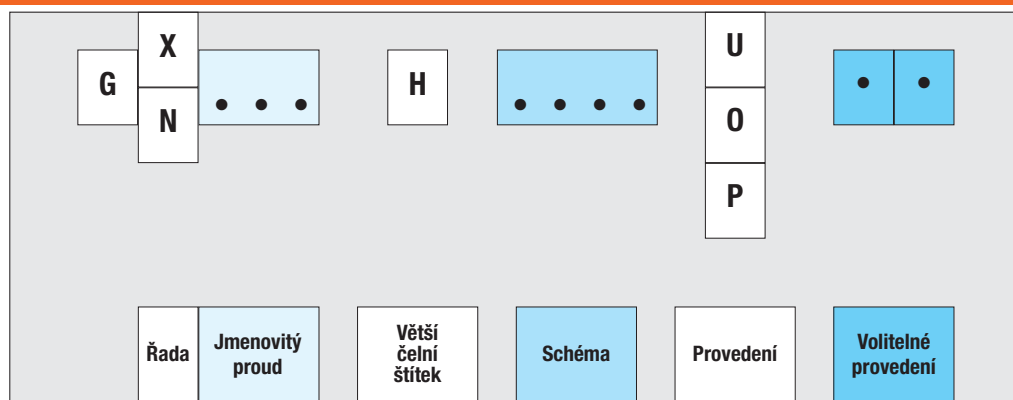 X
U
G
H
N
O
P
Řada
Jmenovitý
proud
Větší
čelní
štítek
Schéma
Provedení
Volitelné
provedení